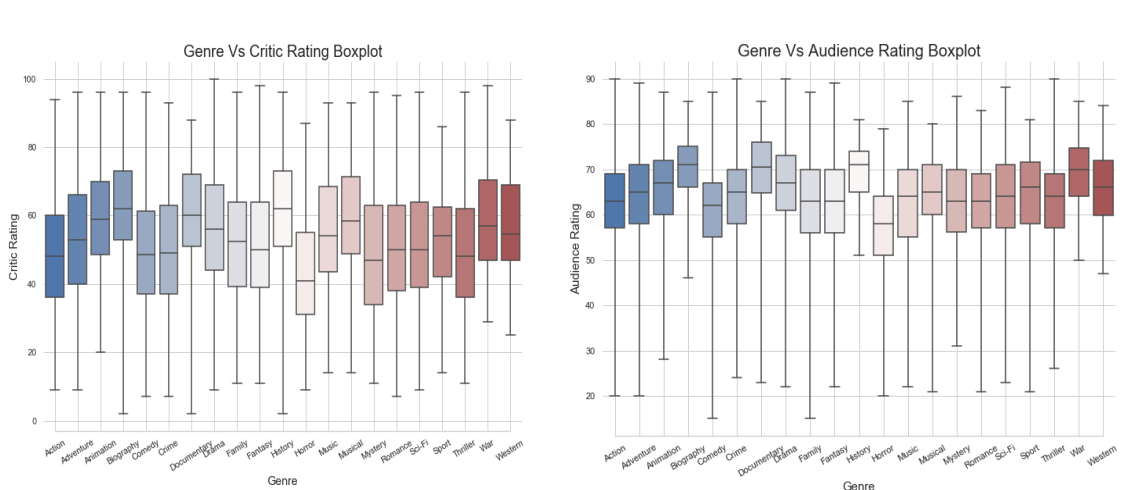 Genre Vs Critic Rating Boxplot
100
80
60
40
20
0
Critic Rating
Action
Adventure
Animation
Biography
Comedy
Crime
Documentary
Drama
Family
Fantasy
History
Horror
Music
Musical
Mystery
Romance
Sci-Fi
Sport
Thriller
War
Western
Genre
Genre Vs Audience Rating Boxplot
90
80
70
60
50
40
30
20
Audience Rating
Action
Adventure
Animation
Biography
Comedy
Crime
Documentary
Drama
Family
Fantasy
History
Horror
Music
Musical
Mystery
Romance
Sci-Fi
Sport
Thriller
War
Western
Genre